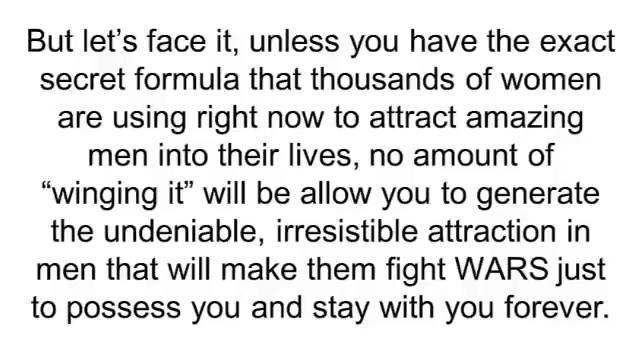 But let’s face it, unless you have the exact
secret formula that thousands of women
are using right now to attract amazing
men into their lives, no amount of
“winging it” will be allow you to generate
the undeniable, irresistible attraction in
men that will make them fight WARS just
to possess you and stay with you forever.